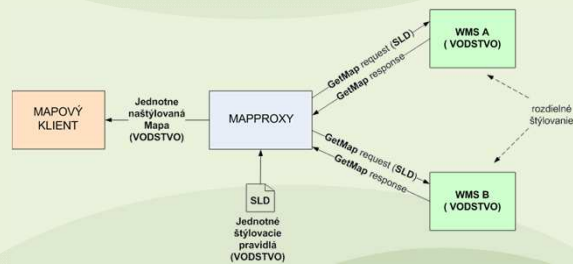 WMS A
( VODSTVO)
GetMap request (SLD)
GetMap response
MAPOVÝ
KLIENT
Jednotne
naštýlovaná
Mapa
(VODSTVO)
MAPPROXY
rozdielné
štýlovanie
GetMap request (SLD)
GetMap response
WMS B
( VODSTVO)
SLD
Jednotné
štýlovacie
pravidlá
(VODSTVO)